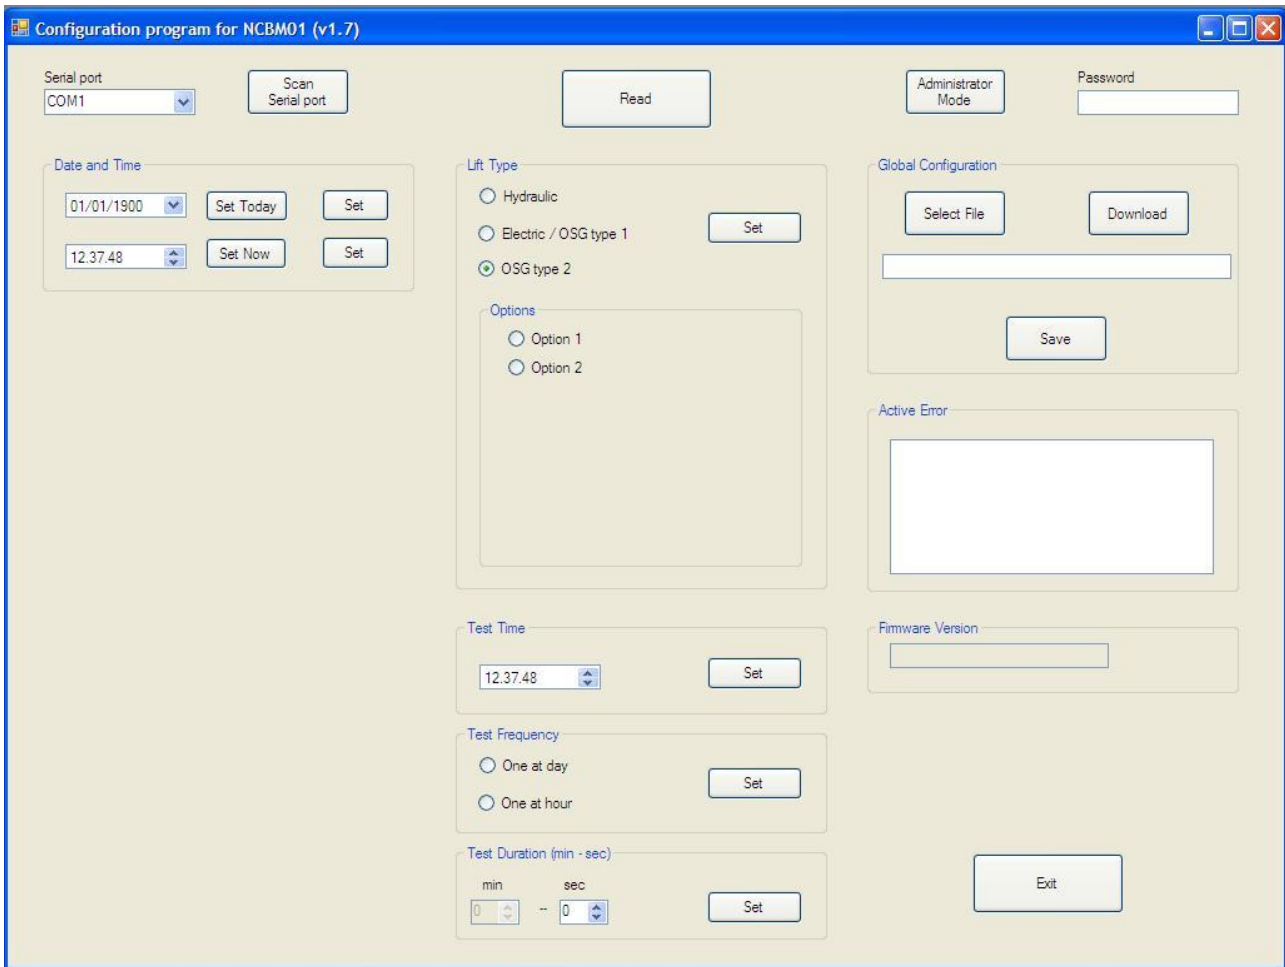 Configuration program for NCBM01 (v1.7)
Serial port
COM1
Scan
Serial port
Read
Administrator
Mode
Password
Date and Time
01/01/1900
Set Today
Set
12.37.48
Set Now
Set
Lift Type
Hydraulic
Electric / OSG type 1
OSG type 2
Set
Options
Option 1
Option 2
Global Configuration
Select File
Download
Save
Active Error
Test Time
12.37.48
Set
Firmware Version
Test Frequency
One at day
One at hour
Set
Test Duration (min - sec)
min
sec
0
--
0
Set
Exit